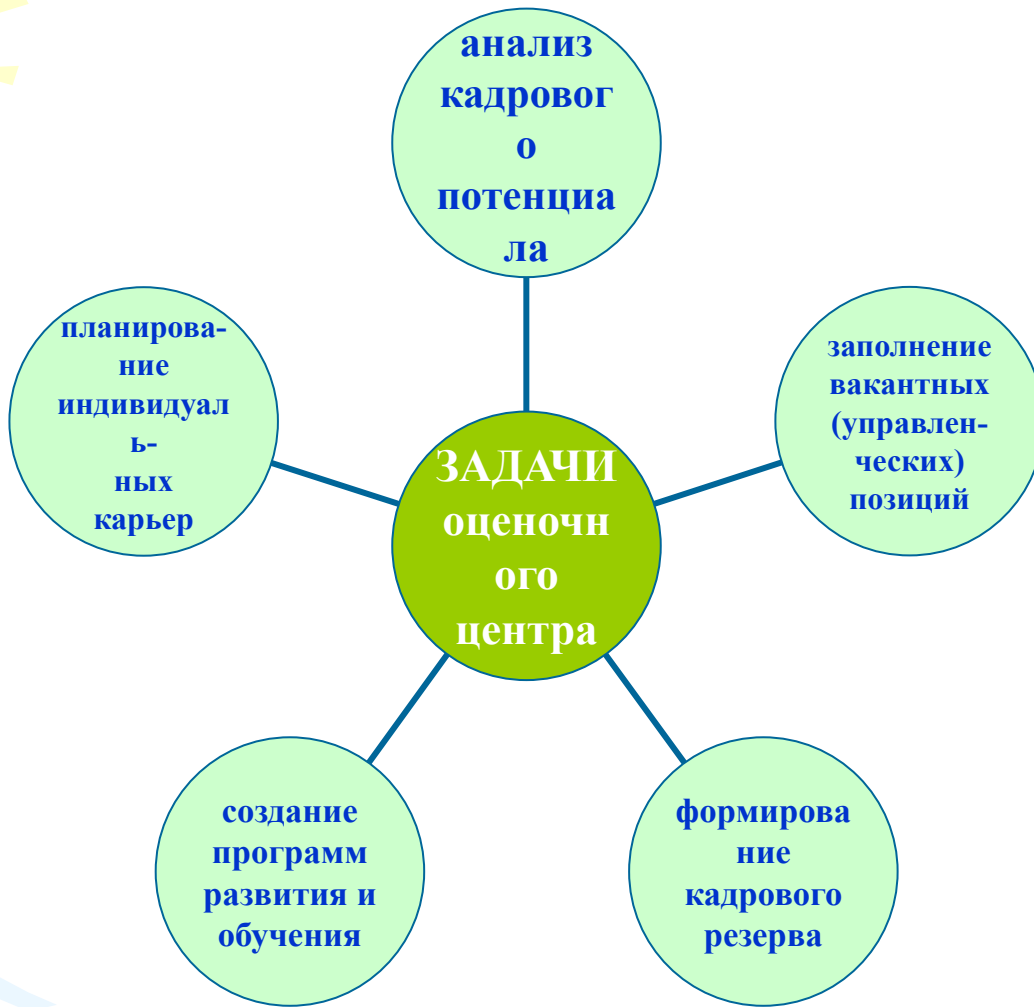 анализ
кадровог
о
потенциа
ла
планирова-
ние
индивидуал
ь-
ных
карьер
заполнение
вакантных
(управлен-
ческих)
позиций
ЗАДАЧИ
оценочн
ого
центра
создание
программ
развития и
обучения
формирова
ние
кадрового
резерва